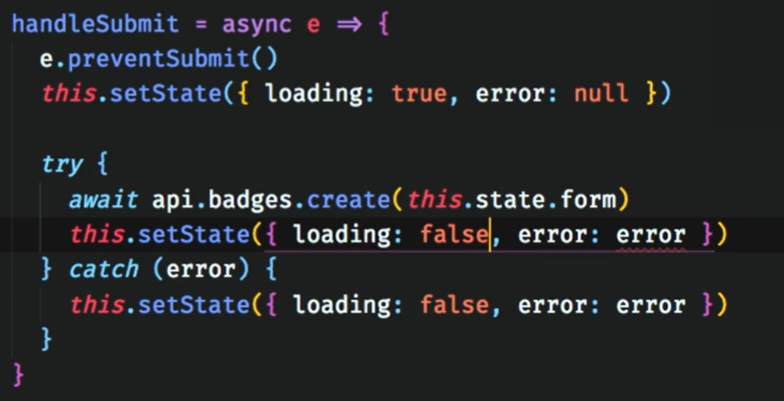 handleSubmit = async e => {
e.preventSubmit()
this.setState({ loading: true, error: null })
try {
await api.badges.create(this.state.form)
this.setState({ loading: false, error: error })
} catch (error) {
this.setState({ loading: false, error: error })
}
}